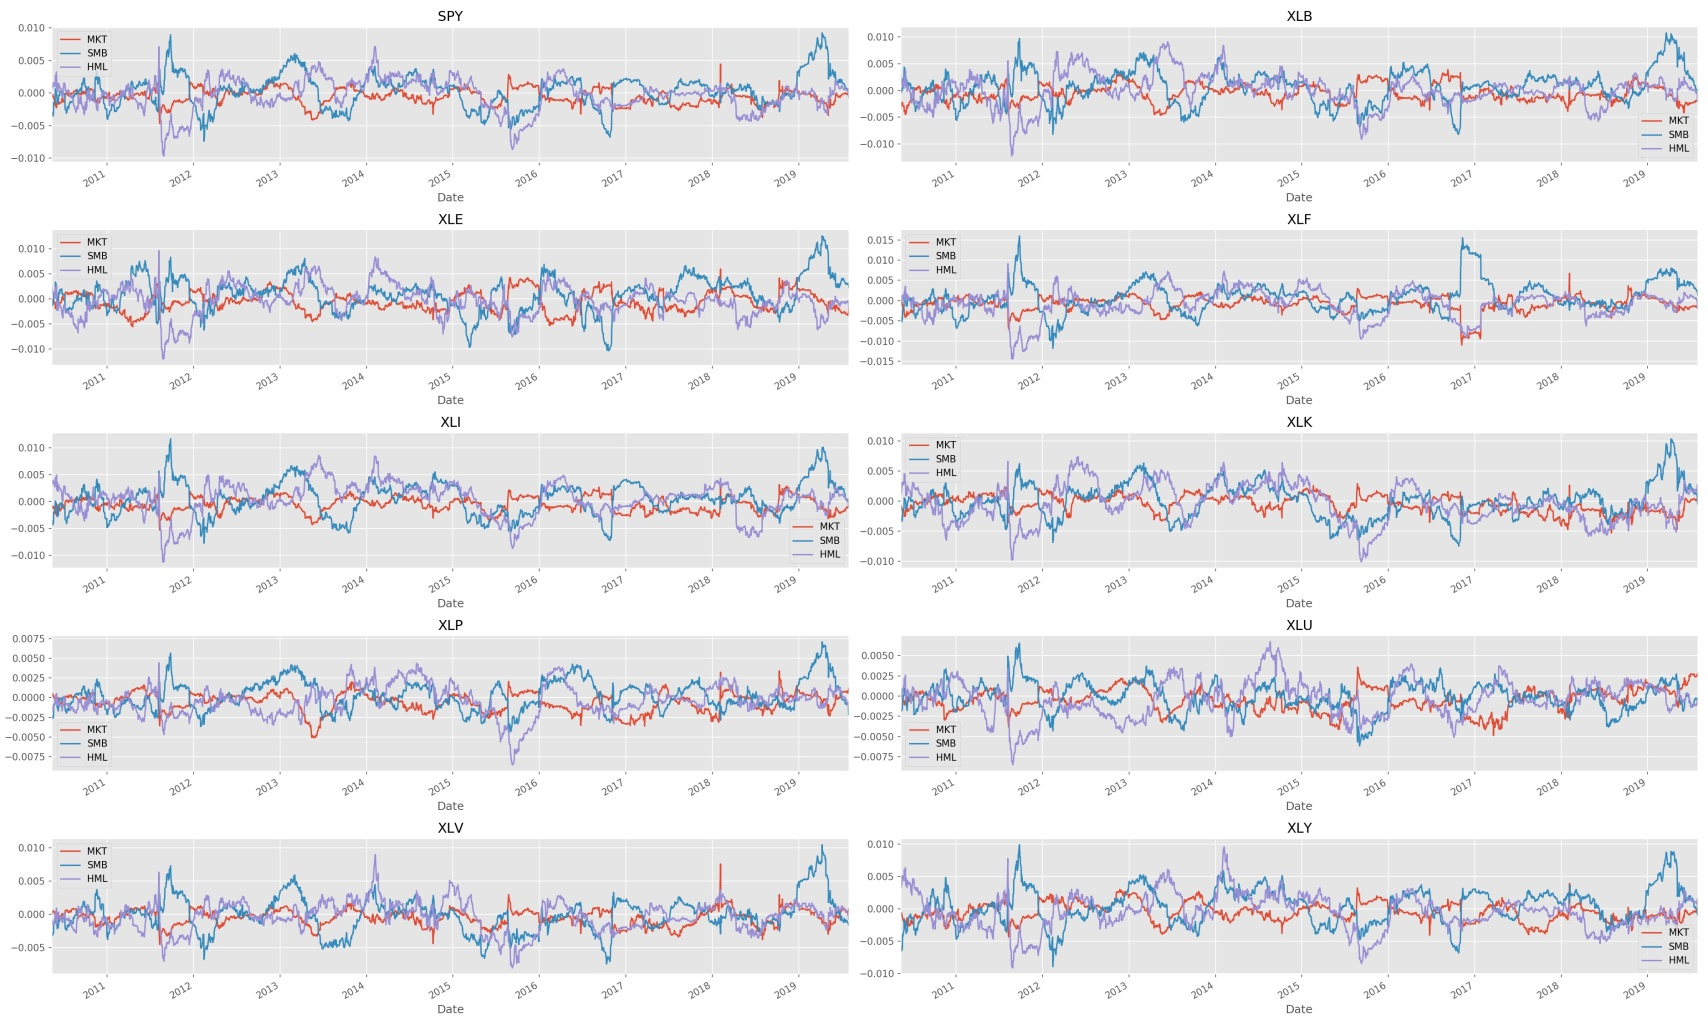 SPY
0.010
0.005
0.000
−0.005
−0.010
MKT
SMB
HML
2011 2012 2013 2014 2015 2016 2017 2018 2019
Date
XLB
0.010
0.005
0.000
−0.005
−0.010
MKT
SMB
HML
2011 2012 2013 2014 2015 2016 2017 2018 2019
Date
XLE
0.010
0.005
0.000
−0.005
−0.010
MKT
SMB
HML
2011 2012 2013 2014 2015 2016 2017 2018 2019
Date
XLF
0.015
0.010
0.005
0.000
−0.005
−0.010
−0.015
MKT
SMB
HML
2011 2012 2013 2014 2015 2016 2017 2018 2019
Date
XLI
0.010
0.005
0.000
−0.005
−0.010
MKT
SMB
HML
2011 2012 2013 2014 2015 2016 2017 2018 2019
Date
XLK
0.010
0.005
0.000
−0.005
−0.010
MKT
SMB
HML
2011 2012 2013 2014 2015 2016 2017 2018 2019
Date
XLP
0.0075
0.0050
0.0025
0.0000
−0.0025
−0.0050
−0.0075
MKT
SMB
HML
2011 2012 2013 2014 2015 2016 2017 2018 2019
Date
XLU
0.0050
0.0025
0.0000
−0.0025
−0.0050
−0.0075
MKT
SMB
HML
2011 2012 2013 2014 2015 2016 2017 2018 2019
Date
XLV
0.010
0.005
0.000
−0.005
MKT
SMB
HML
2011 2012 2013 2014 2015 2016 2017 2018 2019
Date
XLY
0.010
0.005
0.000
−0.005
−0.010
MKT
SMB
HML
2011 2012 2013 2014 2015 2016 2017 2018 2019
Date